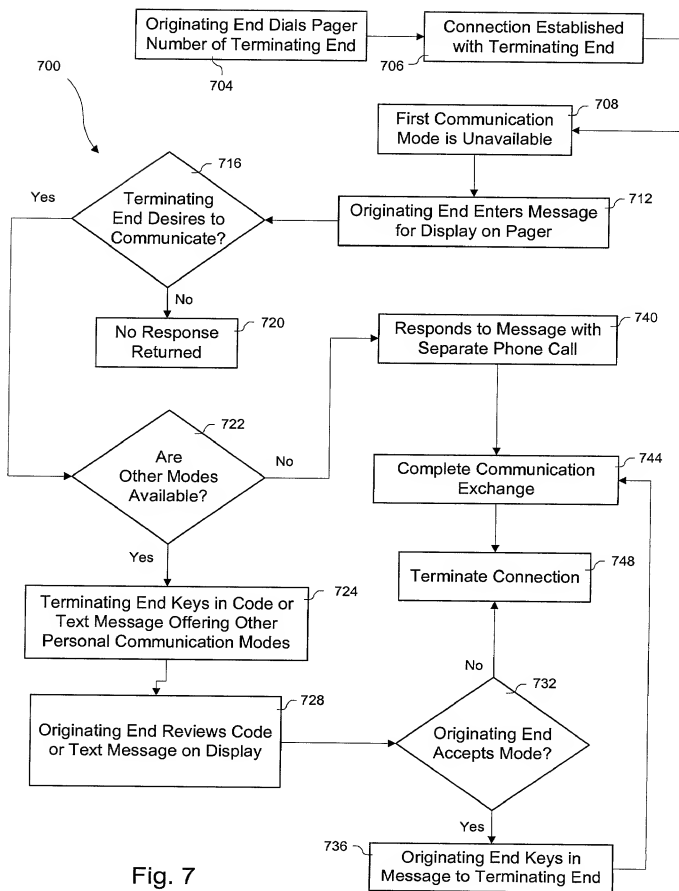 Originating End Dials Pager
Number of Terminating End
704
Connection Established
with Terminating End
706
700
708
First Communication
Mode is Unavailable
716
Yes
Terminating
End Desires to
Communicate?
712
Originating End Enters Message
for Display on Pager
No
720
No Response
Returned
740
Responds to Message with
Separate Phone Call
722
Are
Other Modes
Available?
No
744
Complete Communication
Exchange
Yes
748
Terminate Connection
724
Terminating End Keys in Code or
Text Message Offering Other
Personal Communication Modes
No
732
728
Originating End Reviews Code
or Text Message on Display
Originating End
Accepts Mode?
Yes
736
Originating End Keys in
Message to Terminating End
Fig. 7